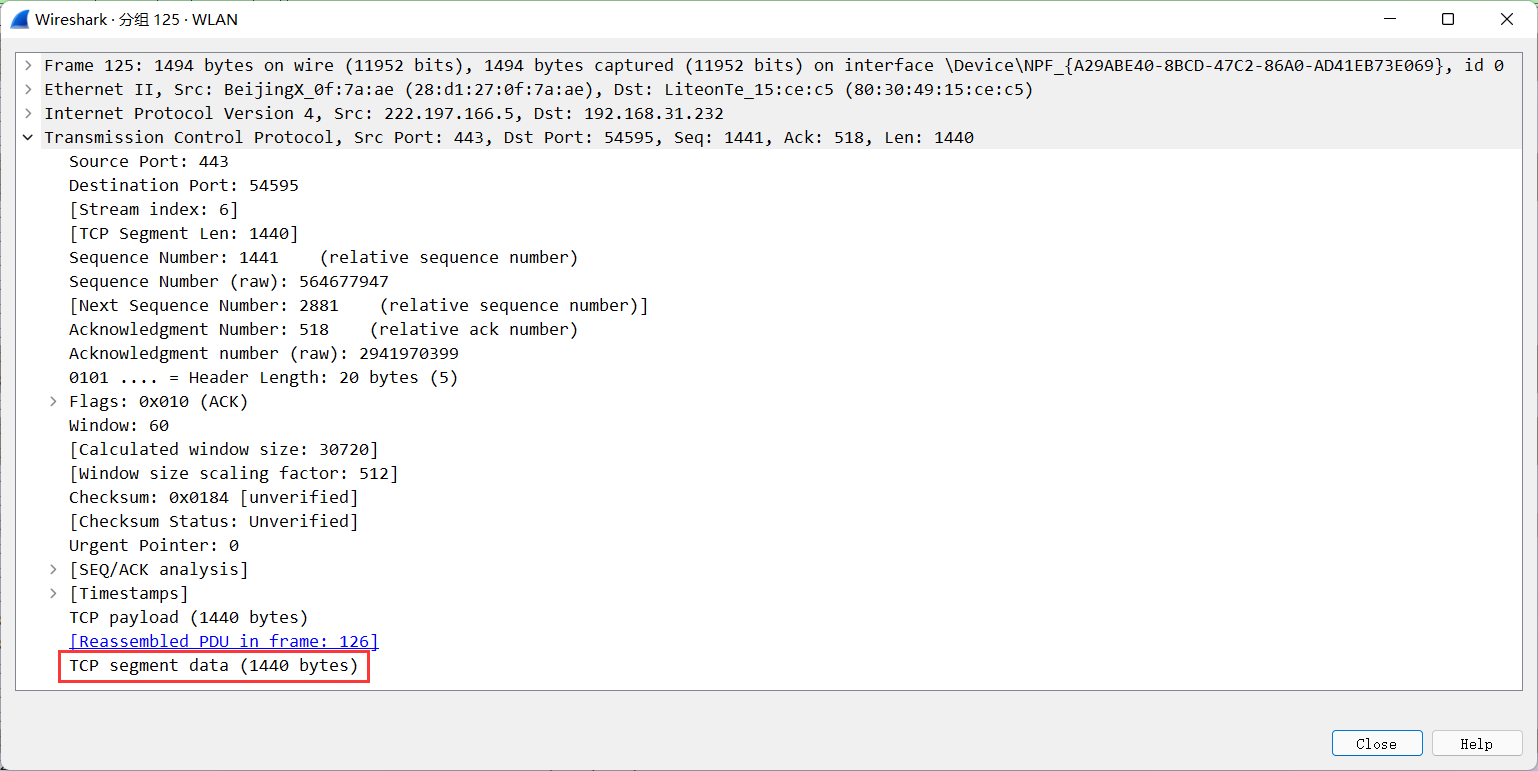 Wireshark · 分组 125 · WLAN
Frame 125: 1494 bytes on wire (11952 bits), 1494 bytes captured (11952 bits) on interface \Device\NPF_{A29ABE40-8BCD-47C2-86A0-AD41EB73E069}, id 0
Ethernet II, Src: BeijingX_0f:7a:ae (28:d1:27:0f:7a:ae), Dst: LiteonTe_15:ce:c5 (80:30:49:15:ce:c5)
Internet Protocol Version 4, Src: 222.197.166.5, Dst: 192.168.31.232
Transmission Control Protocol, Src Port: 443, Dst Port: 54595, Seq: 1441, Ack: 518, Len: 1440
Source Port: 443
Destination Port: 54595
[Stream index: 6]
[TCP Segment Len: 1440]
Sequence Number: 1441    (relative sequence number)
Sequence Number (raw): 564677947
[Next Sequence Number: 2881    (relative sequence number)]
Acknowledgment Number: 518    (relative ack number)
Acknowledgment number (raw): 2941970399
0101 .... = Header Length: 20 bytes (5)
Flags: 0x010 (ACK)
Window: 60
[Calculated window size: 30720]
[Window size scaling factor: 512]
Checksum: 0x0184 [unverified]
[Checksum Status: Unverified]
Urgent Pointer: 0
[SEQ/ACK analysis]
[Timestamps]
TCP payload (1440 bytes)
[Reassembled PDU in frame: 126]
TCP segment data (1440 bytes)
Close Help